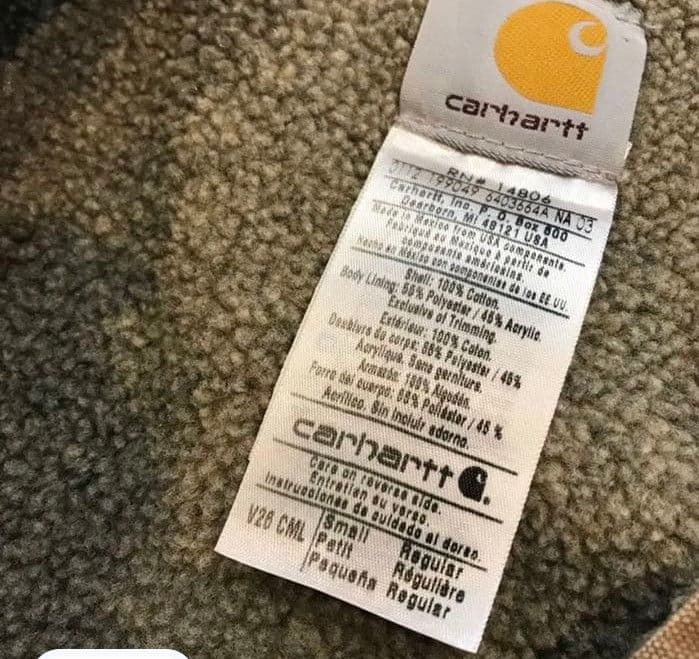 carhartt
RN# 14806
0112 199049 6403664A NA 03
Carhartt, Inc. P. O. Box 600
Dearborn, MI 48121 USA
Made in Mexico from USA components.
Fabriqué au Mexique à partir de
composants américains.
Hecho en México con componentes de los EE.UU.
Shell: 100% Cotton.
Body Lining: 55% Polyester / 45% Acrylic.
Exclusive of Trimming.
Extérieur: 100% Coton.
Doublure du corps: 55% Polyester / 45%
Acrylique. Sans garniture.
Armazón: 100% Algodón.
Forro del cuerpo: 55% Poliéster / 45 %
Acrílico. Sin incluir adorno.
carhartt
Care on reverse side.
Entretien au verso.
Instrucciones de cuidado al dorso.
V26 CML Small Regular
Petit Régulière
Pequeña Regular